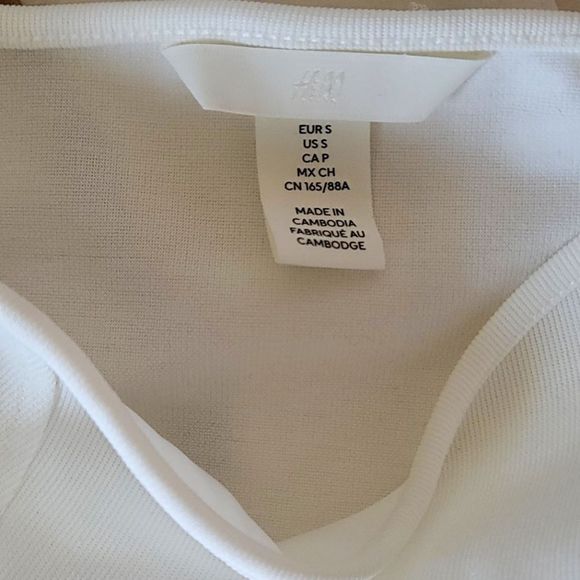 H&M
EUR S
US S
CA P
MX CH
CN 165/88A
MADE IN
CAMBODIA
FABRIQUÉ AU
CAMBODGE